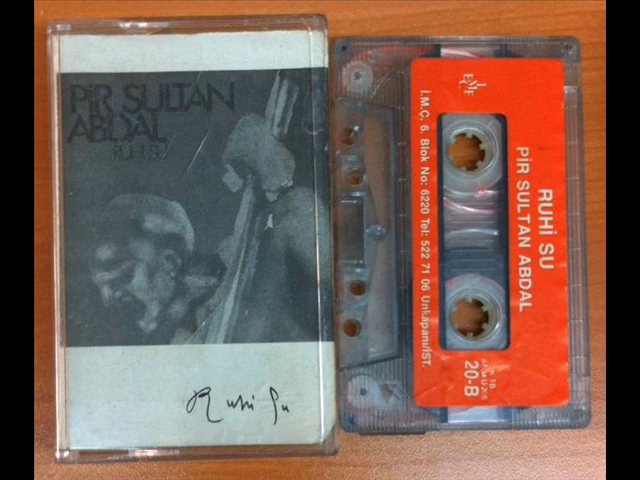 PİR SULTAN
ABDAL
RUHİ SU
Ruhi Su
RUHİ SU
PİR SULTAN ABDAL
İ.M.Ç. 6. Blok No: 6220 Tel: 522 71 06 Unkapanı/İST.
20-B